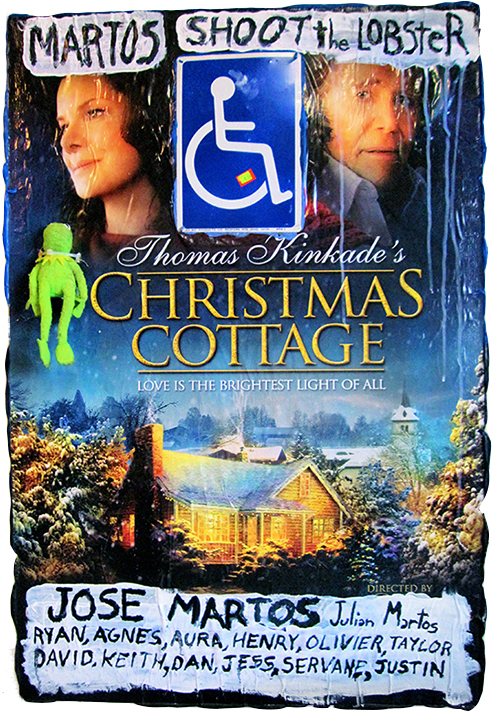 MARTOS SHOOT the LOBSTER
Thomas Kinkade's
CHRISTMAS
COTTAGE
LOVE IS THE BRIGHTEST LIGHT OF ALL
DIRECTED BY
JOSE MARTOS Julian Martos
RYAN, AGNES, AURA, HENRY, OLIVIER, TAYLOR
DAVID, KEITH, DAN, JESS, SERVANE, JUSTIN